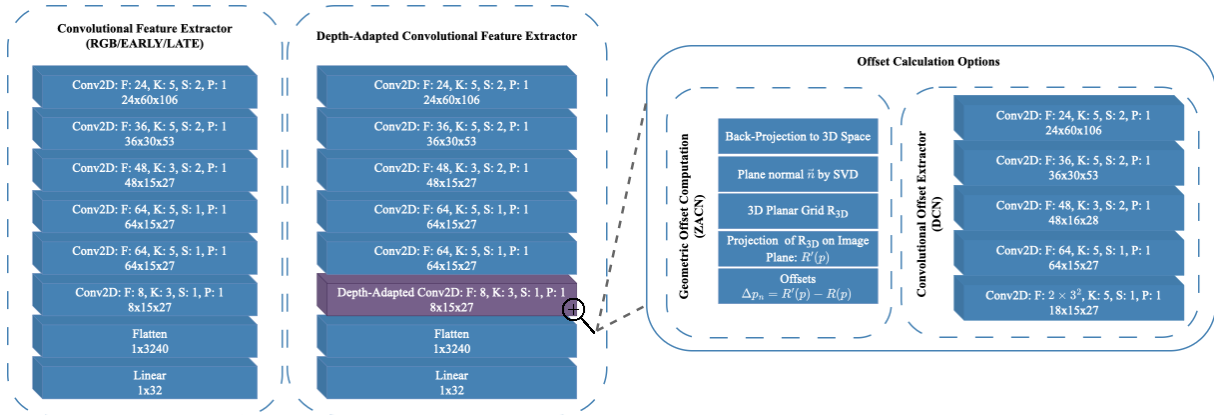 Convolutional Feature Extractor
(RGB/EARLY/LATE)
Conv2D: F: 24, K: 5, S: 2, P: 1
24x60x106
Conv2D: F: 36, K: 5, S: 2, P: 1
36x30x53
Conv2D: F: 48, K: 3, S: 2, P: 1
48x15x27
Conv2D: F: 64, K: 5, S: 1, P: 1
64x15x27
Conv2D: F: 64, K: 5, S: 1, P: 1
64x15x27
Conv2D: F: 8, K: 3, S: 1, P: 1
8x15x27
Flatten
1x3240
Linear
1x32
Depth-Adapted Convolutional Feature Extractor
Conv2D: F: 24, K: 5, S: 2, P: 1
24x60x106
Conv2D: F: 36, K: 5, S: 2, P: 1
36x30x53
Conv2D: F: 48, K: 3, S: 2, P: 1
48x15x27
Conv2D: F: 64, K: 5, S: 1, P: 1
64x15x27
Conv2D: F: 64, K: 5, S: 1, P: 1
64x15x27
Depth-Adapted Conv2D: F: 8, K: 3, S: 1, P: 1
8x15x27
Flatten
1x3240
Linear
1x32
Offset Calculation Options
Geometric Offset Computation
(ZACN)
Back-Projection to 3D Space
Plane normal n⃗ by SVD
3D Planar Grid R₃D
Projection of R₃D on Image
Plane: R′(p)
Offsets
Δpₙ = R′(p) − R(p)
Convolutional Offset Extractor
(DCN)
Conv2D: F: 24, K: 5, S: 2, P: 1
24x60x106
Conv2D: F: 36, K: 5, S: 2, P: 1
36x30x53
Conv2D: F: 48, K: 3, S: 2, P: 1
48x16x28
Conv2D: F: 64, K: 5, S: 1, P: 1
64x15x27
Conv2D: F: 2 × 3², K: 5, S: 1, P: 1
18x15x27